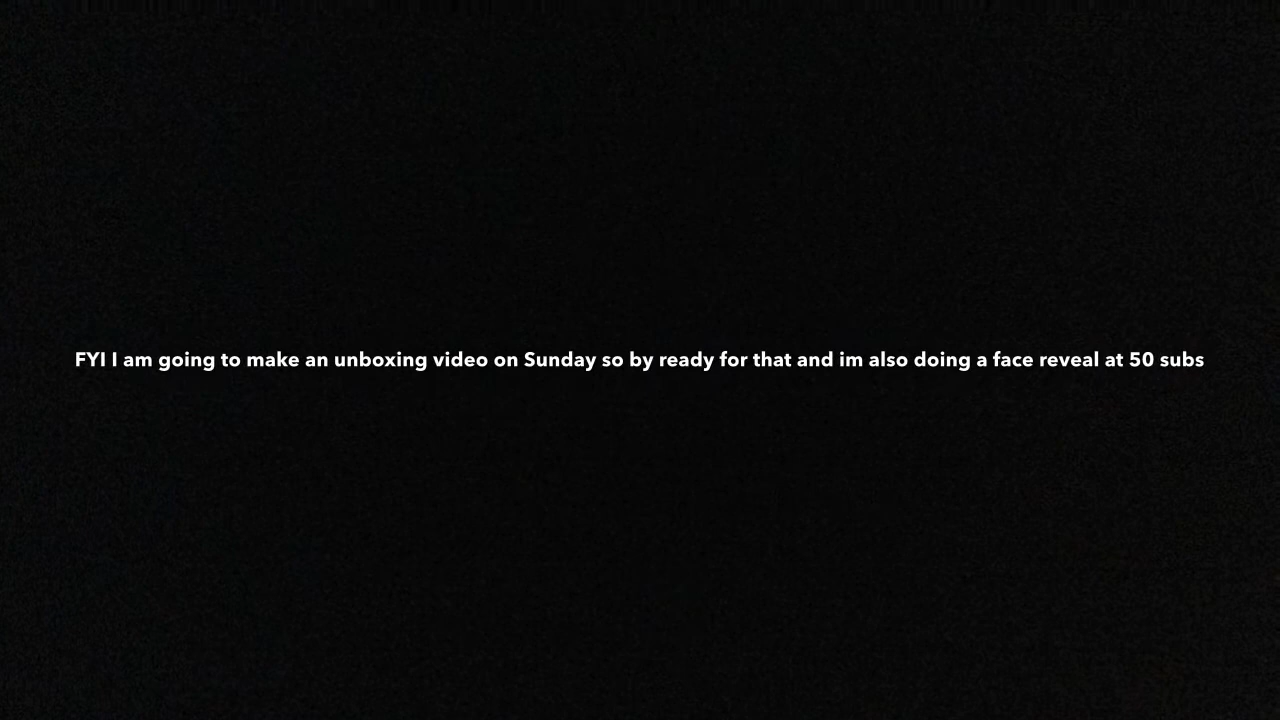 FYI I am going to make an unboxing video on Sunday so by ready for that and im also doing a face reveal at 50 subs